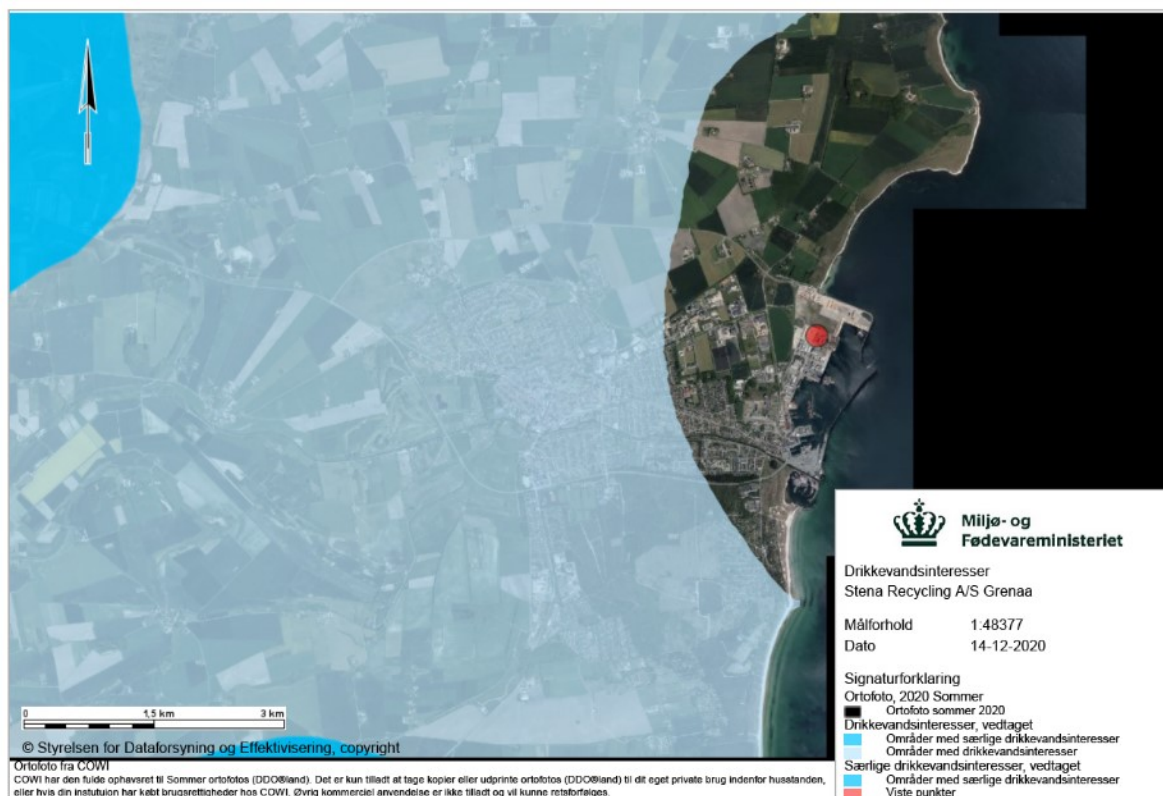 Miljø- og
Fødevareministeriet
Drikkevandsinteresser
Stena Recycling A/S Grenaa
Målforhold 1:48377
Dato 14-12-2020
Signaturforklaring
Ortofoto, 2020 Sommer
Ortofoto sommer 2020
Drikkevandsinteresser, vedtaget
Områder med særlige drikkevandsinteresser
Områder med drikkevandsinteresser
Særlige drikkevandsinteresser, vedtaget
Områder med særlige drikkevandsinteresser
Viste punkter
0 1,5 km 3 km
© Styrelsen for Dataforsyning og Effektivisering, copyright
Ortofoto fra COWI
COWI har den fulde ophavsret til Sommer ortofotos (DDO®land). Det er kun tilladt at tage kopier eller udprinte ortofotos (DDO®land) til dit eget private brug indenfor husstanden,
eller hvis din instutuion har købt brugsrettigheder hos COWI. Øvrig kommerciel anvendelse er ikke tilladt og vil kunne retsforfølges.